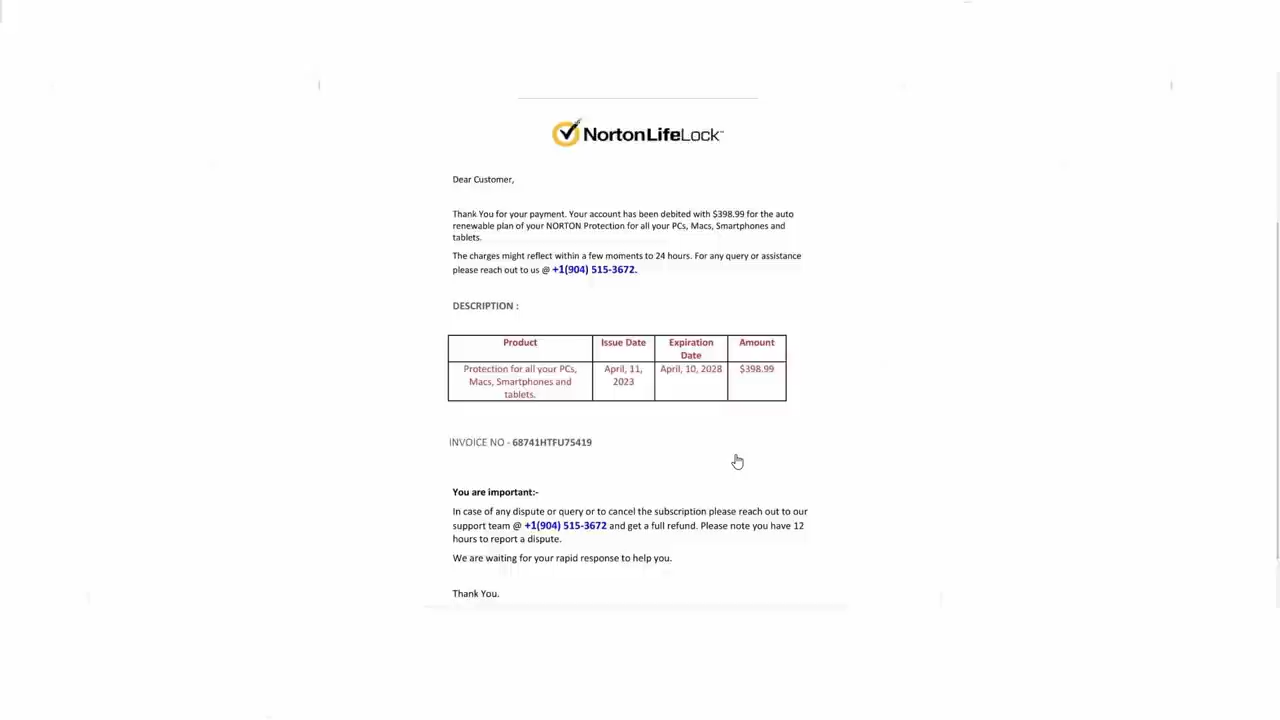 NortonLifeLock™
Dear Customer,
Thank You for your payment. Your account has been debited with $398.99 for the auto
renewable plan of your NORTON Protection for all your PCs, Macs, Smartphones and
tablets.
The charges might reflect within a few moments to 24 hours. For any query or assistance
please reach out to us @ +1(904) 515-3672.
DESCRIPTION :
Product Issue Date Expiration
Date Amount
Protection for all your PCs,
Macs, Smartphones and
tablets. April, 11,
2023 April, 10, 2028 $398.99
INVOICE NO - 68741HTFU75419
You are important:-
In case of any dispute or query or to cancel the subscription please reach out to our
support team @ +1(904) 515-3672 and get a full refund. Please note you have 12
hours to report a dispute.
We are waiting for your rapid response to help you.
Thank You.